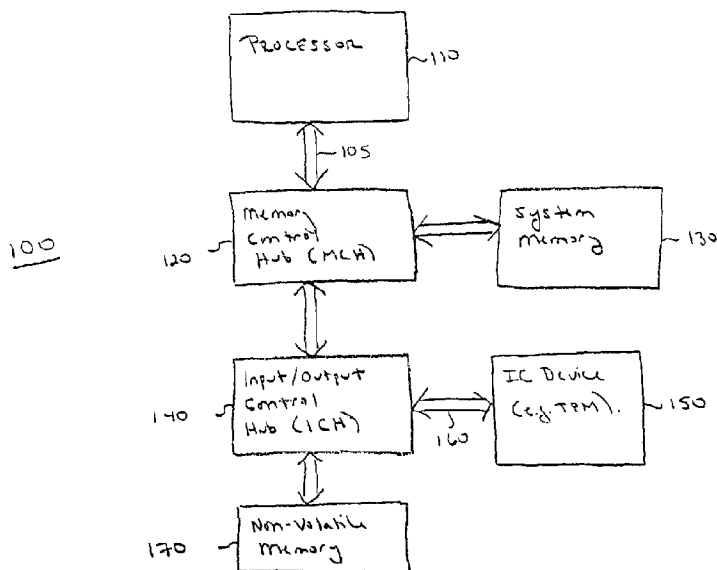 PROCESSOR
110
105
100
Memory
Control
Hub (MCH)
120
System
Memory
130
Input/Output
Control
Hub (ICH)
140
IC Device
(e.g. TPM).
150
160
Non-Volatile
Memory
170